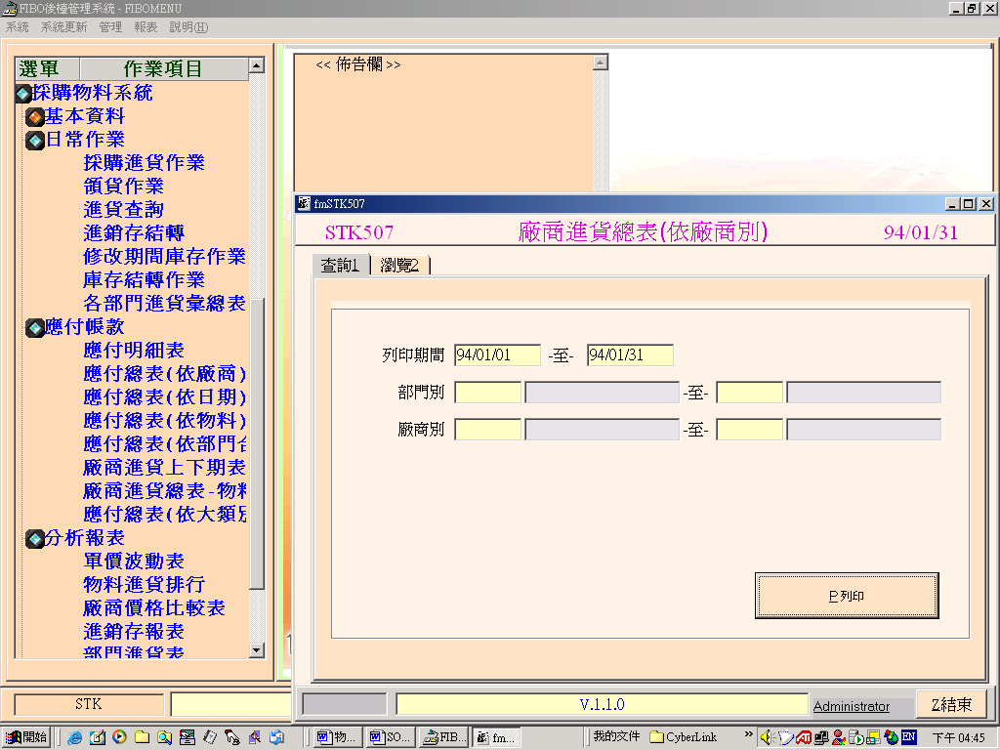 FIBO後檯管理系統 - FIBOMENU
系統 系統更新 管理 報表 說明(H)
選單 作業項目
採購物料系統
基本資料
日常作業
採購進貨作業
領貨作業
進貨查詢
進銷存結轉
修改期間庫存作業
庫存結轉作業
各部門進貨彙總表
應付帳款
應付明細表
應付總表(依廠商)
應付總表(依日期)
應付總表(依物料)
應付總表(依部門合
廠商進貨上下期表
廠商進貨總表-物料
應付總表(依大類別
分析報表
單價波動表
物料進貨排行
廠商價格比較表
進銷存報表
部門進貨表
STK
<< 佈告欄 >>
fmSTK507
STK507 廠商進貨總表(依廠商別) 94/01/31
查詢1 瀏覽2
列印期間 94/01/01 -至- 94/01/31
部門別 -至-
廠商別 -至-
P列印
V.1.1.0 Administrator Z結束
開始 物... SO... FIB... fm... 我的文件 CyberLink » EN 下午 04:45